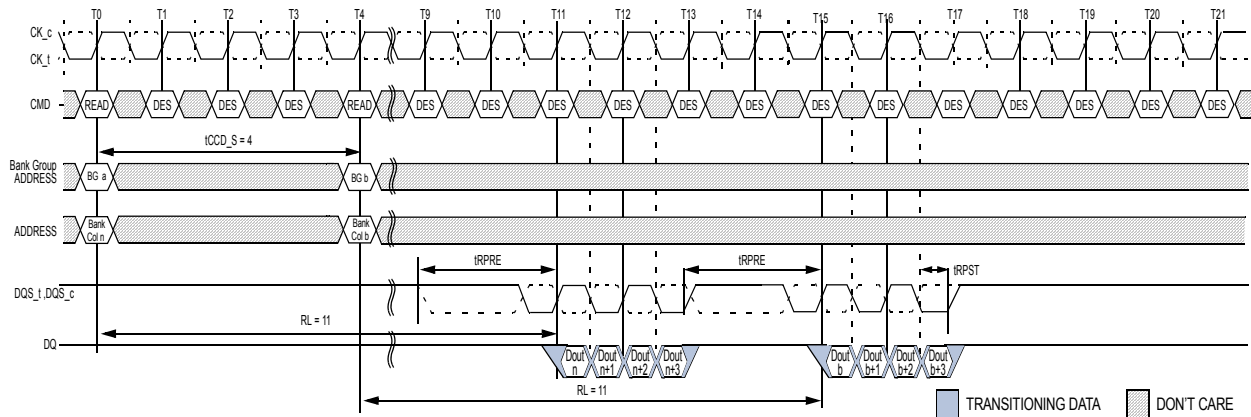 T0 T1 T2 T3 T4 T9 T10 T11 T12 T13 T14 T15 T16 T17 T18 T19 T20 T21
CK_c
CK_t
CMD READ DES DES DES READ DES DES DES DES DES DES DES DES DES DES DES DES DES
tCCD_S = 4
Bank Group
ADDRESS BG a BG b
ADDRESS Bank
Col n Bank
Col b
tRPRE tRPRE tRPST
DQS_t ,DQS_c
RL = 11
DQ Dout
n Dout
n+1 Dout
n+2 Dout
n+3 Dout
b Dout
b+1 Dout
b+2 Dout
b+3
RL = 11
TRANSITIONING DATA DON'T CARE